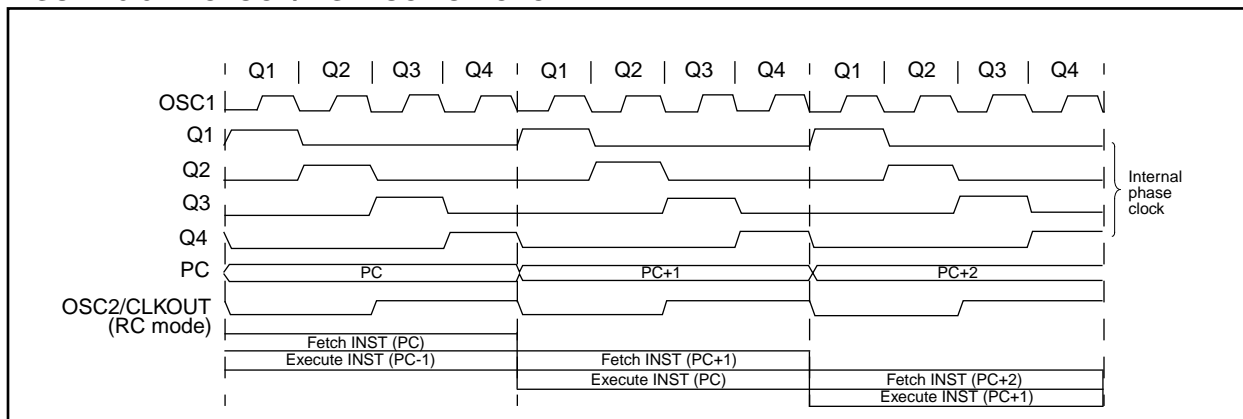 Q1 | Q2 | Q3 | Q4 | Q1 | Q2 | Q3 | Q4 | Q1 | Q2 | Q3 | Q4
OSC1
Q1
Q2
Q3
Q4
Internal
phase
clock
PC
PC
PC+1
PC+2
OSC2/CLKOUT
(RC mode)
Fetch INST (PC)
Execute INST (PC-1)
Fetch INST (PC+1)
Execute INST (PC)
Fetch INST (PC+2)
Execute INST (PC+1)